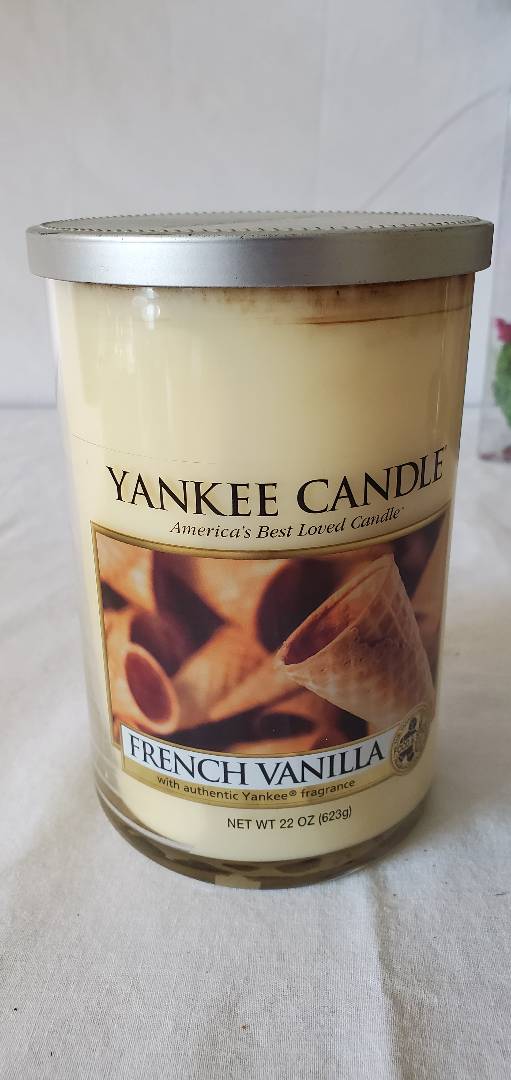 YANKEE CANDLE®
America's Best Loved Candle®
FRENCH VANILLA
with authentic Yankee® fragrance
NET WT 22 OZ (623g)